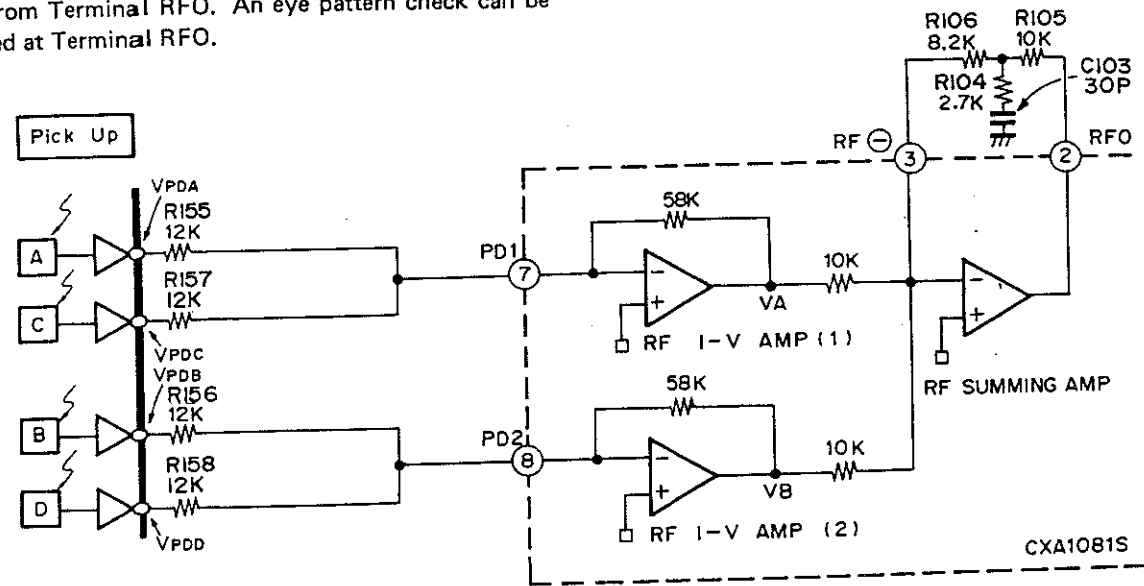 rom Terminal RFO. An eye pattern check can be
ed at Terminal RFO.
R106
8.2K
R105
10K
R104
2.7K
C103
30P
Pick Up
RF ⊖
3
2
RFO
VPDA
R155
12K
A
58K
PD1
7
R157
12K
10K
C
−
+
VA
−
+
VPDC
RF I-V AMP (1)
VPDB
R156
12K
58K
RF SUMMING AMP
B
PD2
8
10K
R158
12K
−
+
VB
D
RF I-V AMP (2)
VPDD
CXA1081S